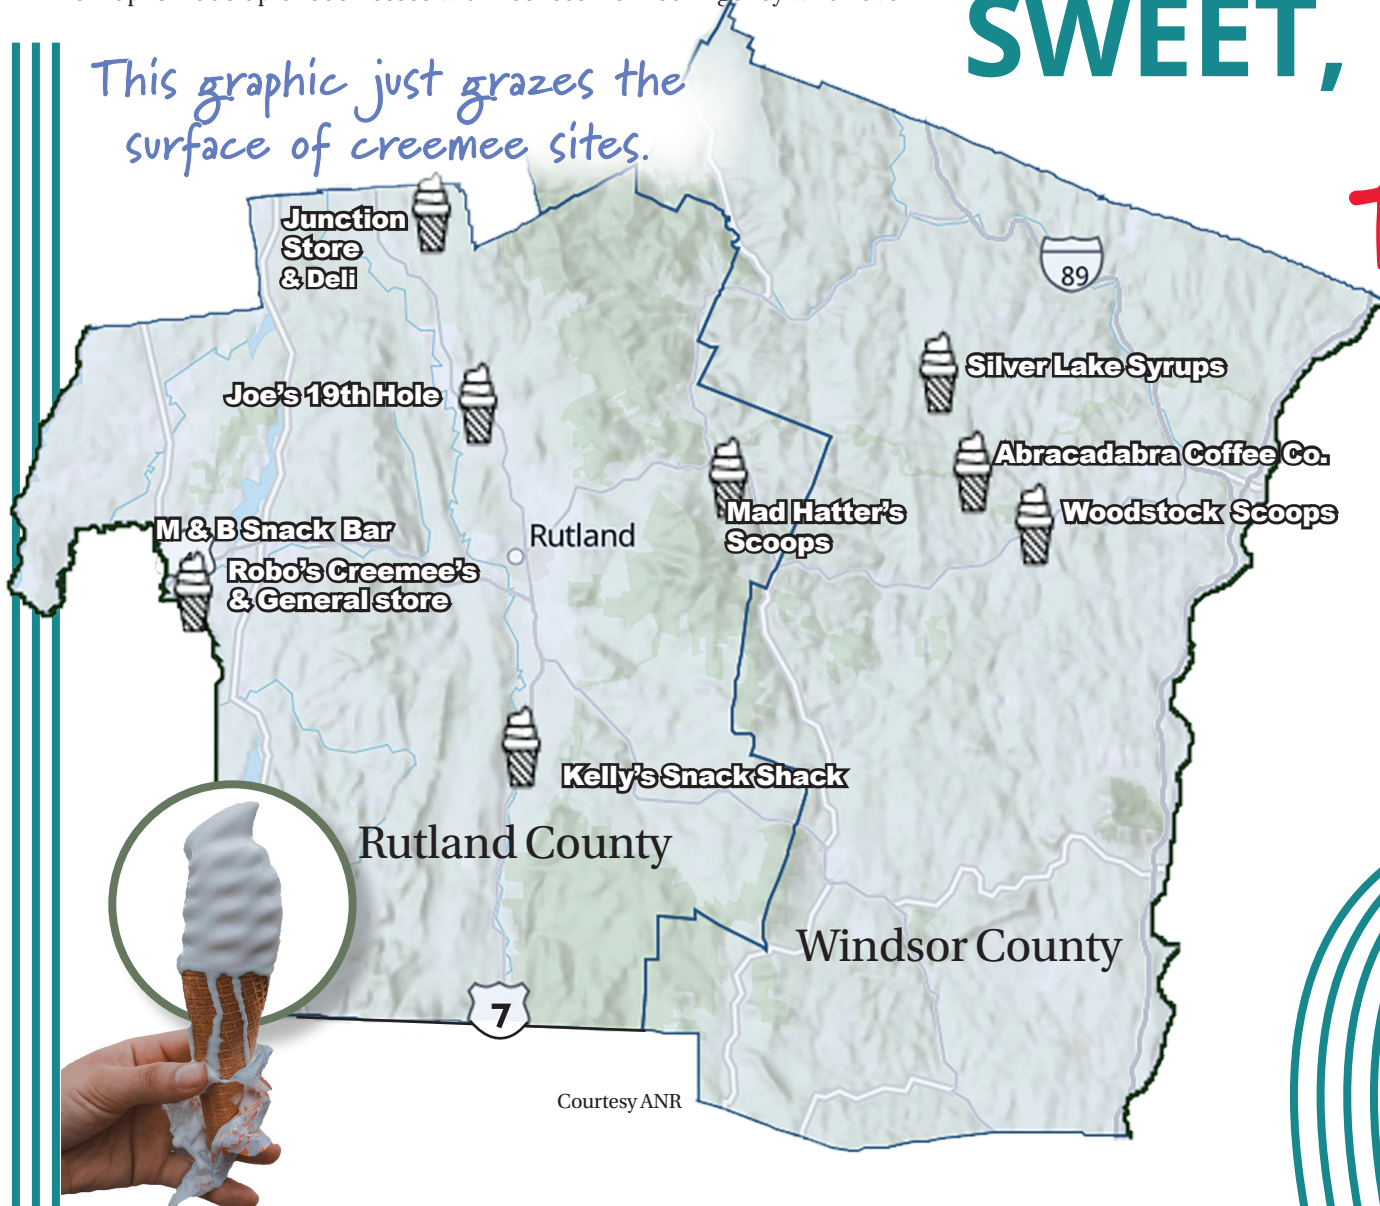 SWEET,
This graphic just grazes the
surface of creemee sites.
Junction
Store
& Deli
89
Silver Lake Syrups
Joe's 19th Hole
Abracadabra Coffee Co.
Mad Hatter's
Scoops
Woodstock Scoops
M & B Snack Bar
Rutland
Robo's Creemee's
& General store
Kelly's Snack Shack
Rutland County
Windsor County
7
Courtesy ANR